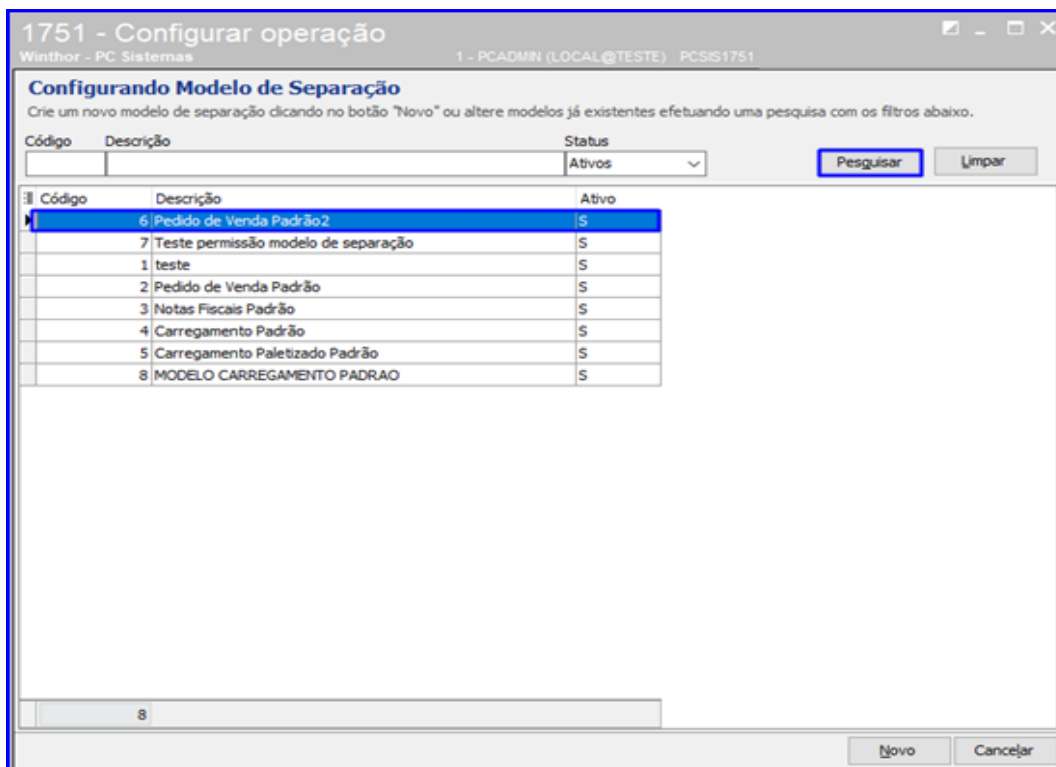 1751 - Configurar operação
Winthor - PC Sistemas 1 - PCADMIN (LOCAL@TESTE) PCSIS1751
Configurando Modelo de Separação
Crie um novo modelo de separação clicando no botão "Novo" ou altere modelos já existentes efetuando uma pesquisa com os filtros abaixo.
Código Descrição Status
Ativos Pesquisar Limpar
Código Descrição Ativo
6 Pedido de Venda Padrão2 S
7 Teste permissão modelo de separação S
1 teste S
2 Pedido de Venda Padrão S
3 Notas Fiscais Padrão S
4 Carregamento Padrão S
5 Carregamento Paletizado Padrão S
8 MODELO CARREGAMENTO PADRAO S
8
Novo Cancelar